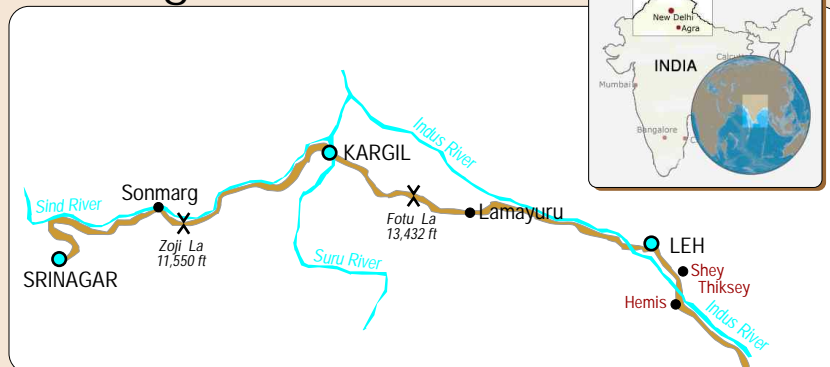 New Delhi
Agra
INDIA
Mumbai
Bangalore
Indus River
KARGIL
Sonmarg
Sind River
Fotu La
13,432 ft
Lamayuru
Zoji La
11,550 ft
SRINAGAR
Suru River
LEH
Shey
Thiksey
Hemis
Indus River